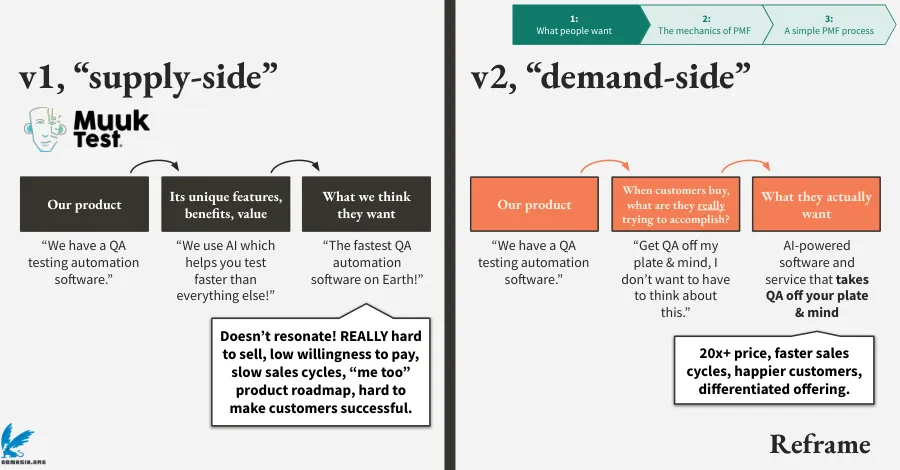 1:
What people want
2:
The mechanics of PMF
3:
A simple PMF process
v1, “supply-side”
Muuk
Test
Our product
Its unique features,
benefits, value
What we think
they want
“We have a QA
testing automation
software.”
“We use AI which
helps you test
faster than
everything else!”
“The fastest QA
automation
software on Earth!”
Doesn’t resonate! REALLY hard
to sell, low willingness to pay,
slow sales cycles, “me too”
product roadmap, hard to
make customers successful.
v2, “demand-side”
Our product
When customers buy,
what are they really
trying to accomplish?
What they actually
want
“We have a QA
testing automation
software.”
“Get QA off my
plate & mind, I
don’t want to have
to think about
this.”
AI-powered
software and
service that takes
QA off your plate
& mind
20x+ price, faster sales
cycles, happier customers,
differentiated offering.
Reframe